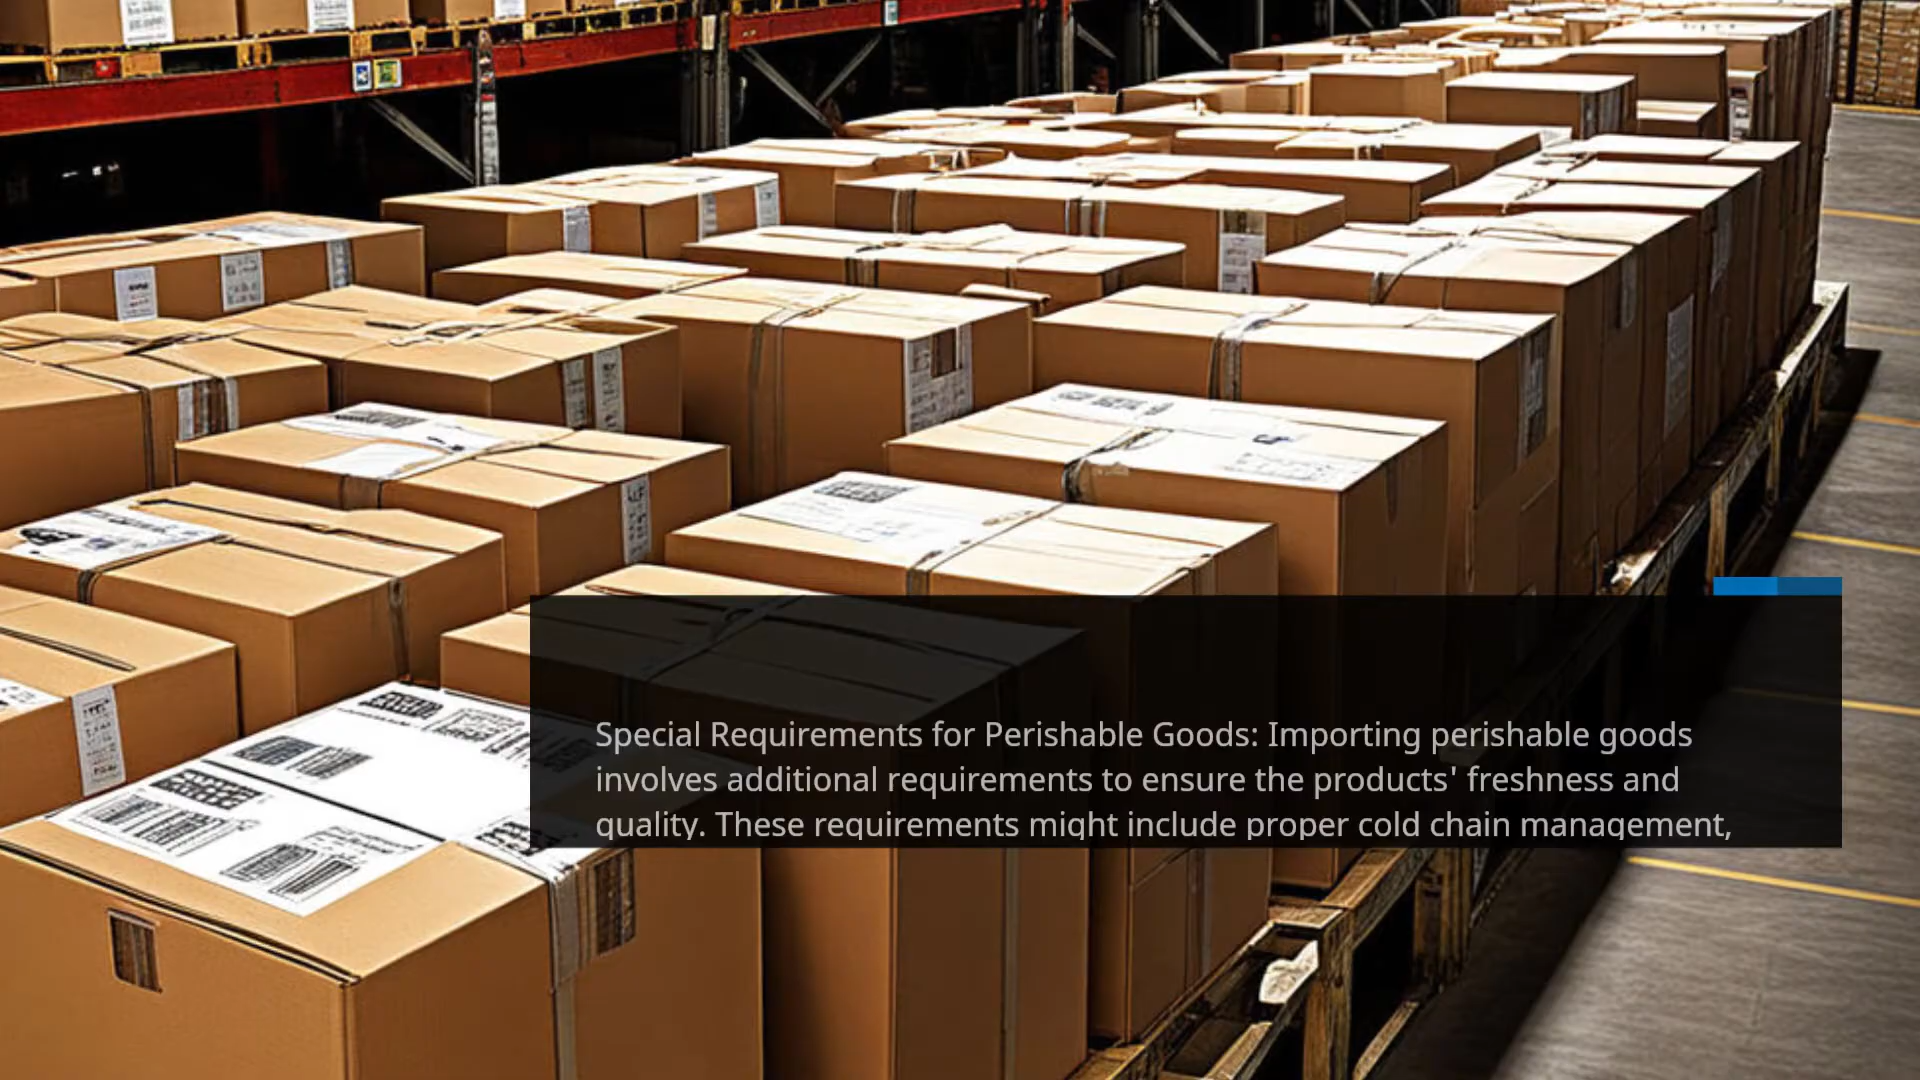 Special Requirements for Perishable Goods: Importing perishable goods
involves additional requirements to ensure the products' freshness and
quality. These requirements might include proper cold chain management,